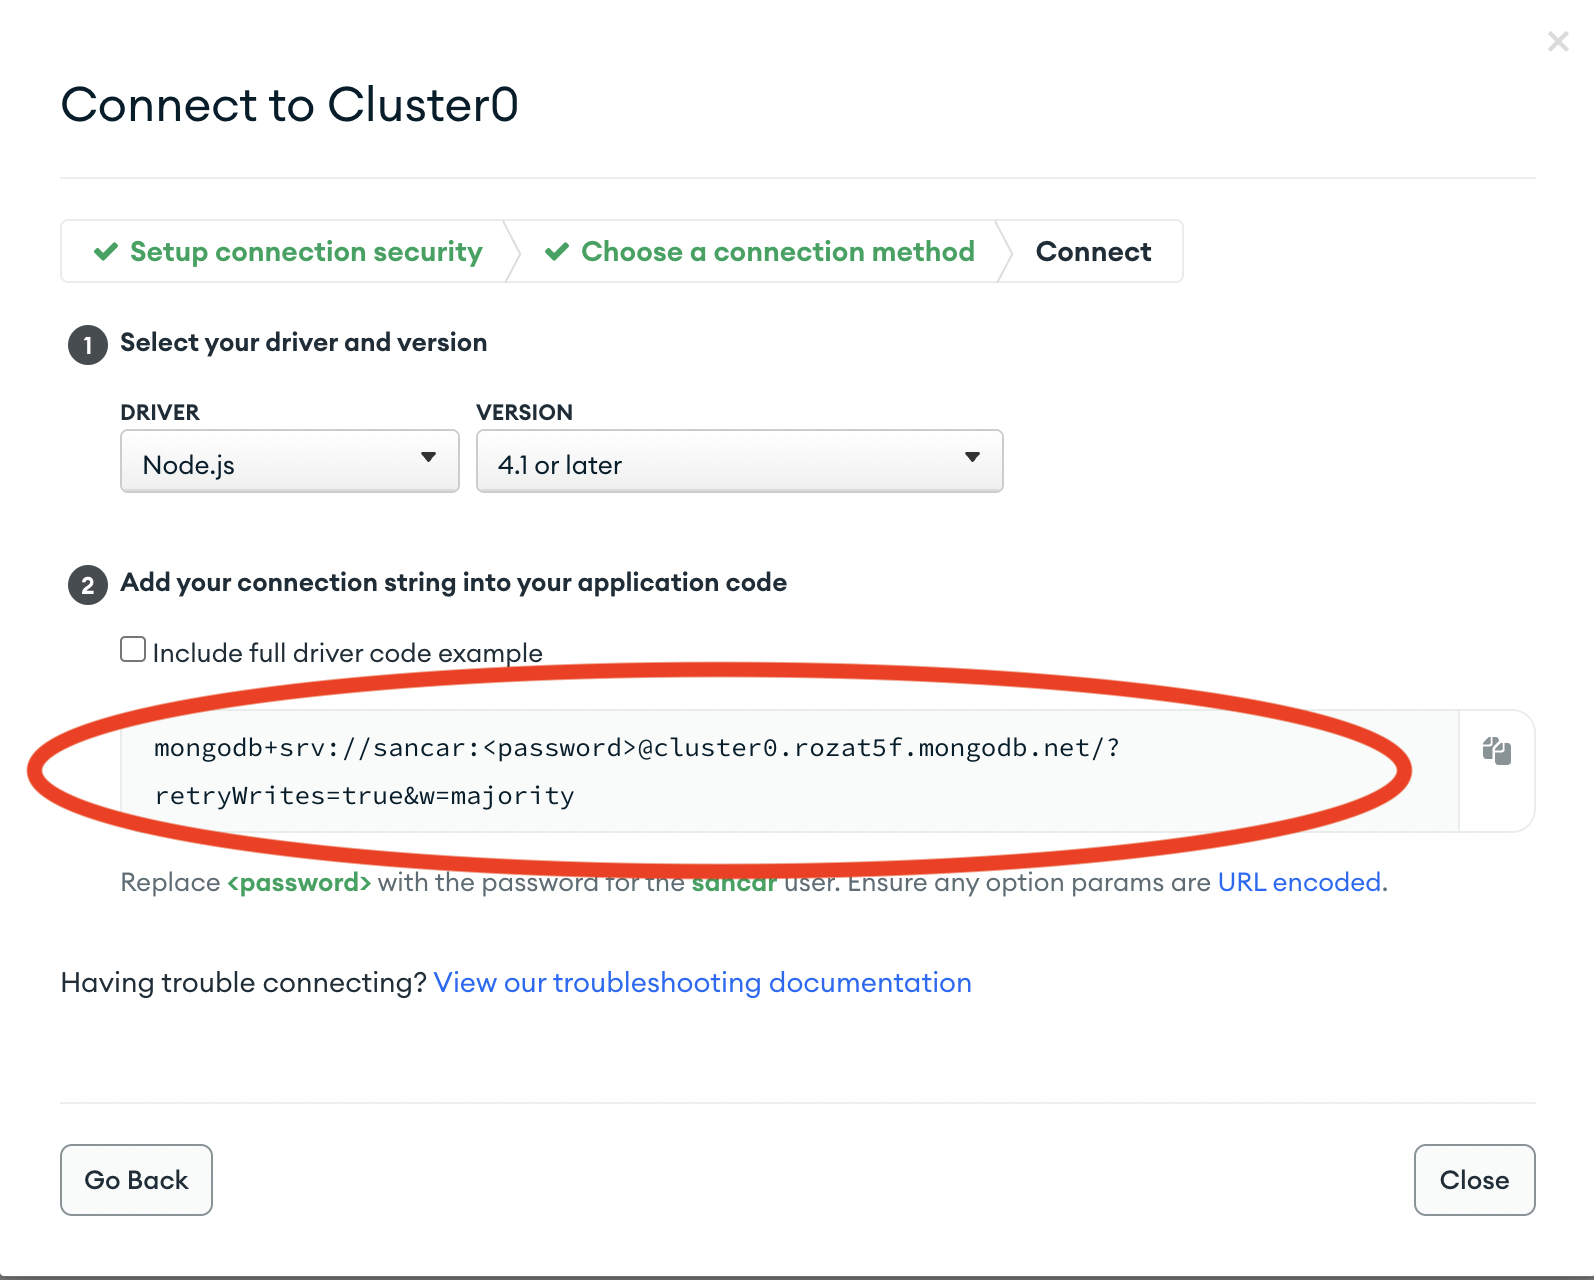 Connect to Cluster0
Setup connection security
Choose a connection method
Connect
1 Select your driver and version
DRIVER
VERSION
Node.js
4.1 or later
2 Add your connection string into your application code
Include full driver code example
mongodb+srv://sancar:<password>@cluster0.rozat5f.mongodb.net/?
retryWrites=true&w=majority
Replace <password> with the password for the sancar user. Ensure any option params are URL encoded.
Having trouble connecting? View our troubleshooting documentation
Go Back
Close